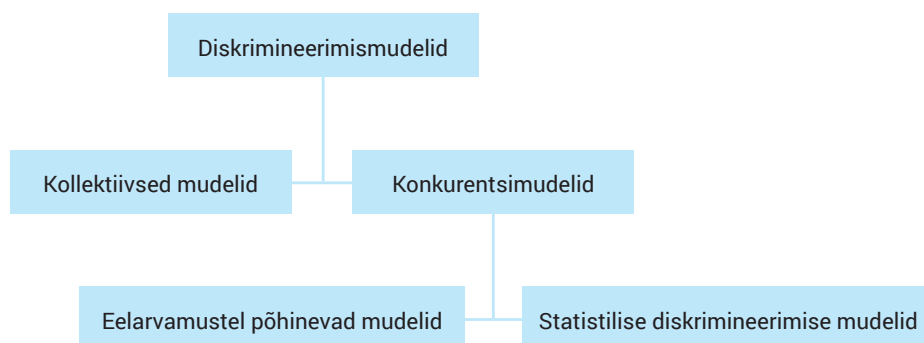 Diskrimineerimismudelid
Kollektiivsed mudelid
Konkurentsimudelid
Eelarvamustel põhinevad mudelid
Statistilise diskrimineerimise mudelid